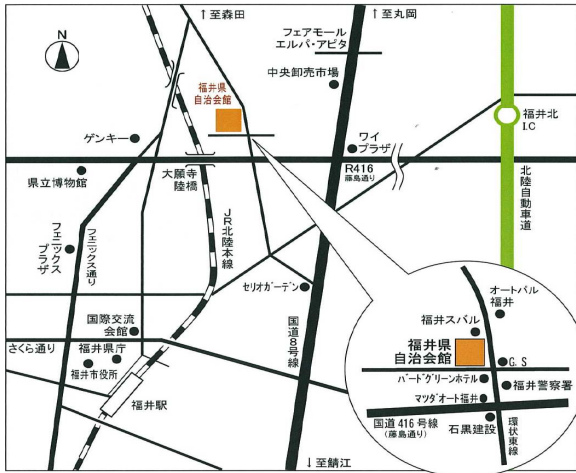 N
↑至森田
↑至丸岡
フェアモール
エルパ・アピタ
中央卸売市場
福井県
自治会館
福井北
I.C
ゲンキー
ワイ
プラザ
R416
藤島通り
県立博物館
大願寺
陸橋
北陸自動車道
フェニックス
プラザ
フェニックス通り
JR北陸本線
セリオガーデン
国道8号線
国際交流
会館
さくら通り
福井県庁
福井市役所
福井駅
↓至鯖江
オートバル
福井
福井スバル
福井県
自治会館
G.S
バードグリーンホテル
福井警察署
マツダオート福井
国道416号線
(藤島通り)
石黒建設
環状東線